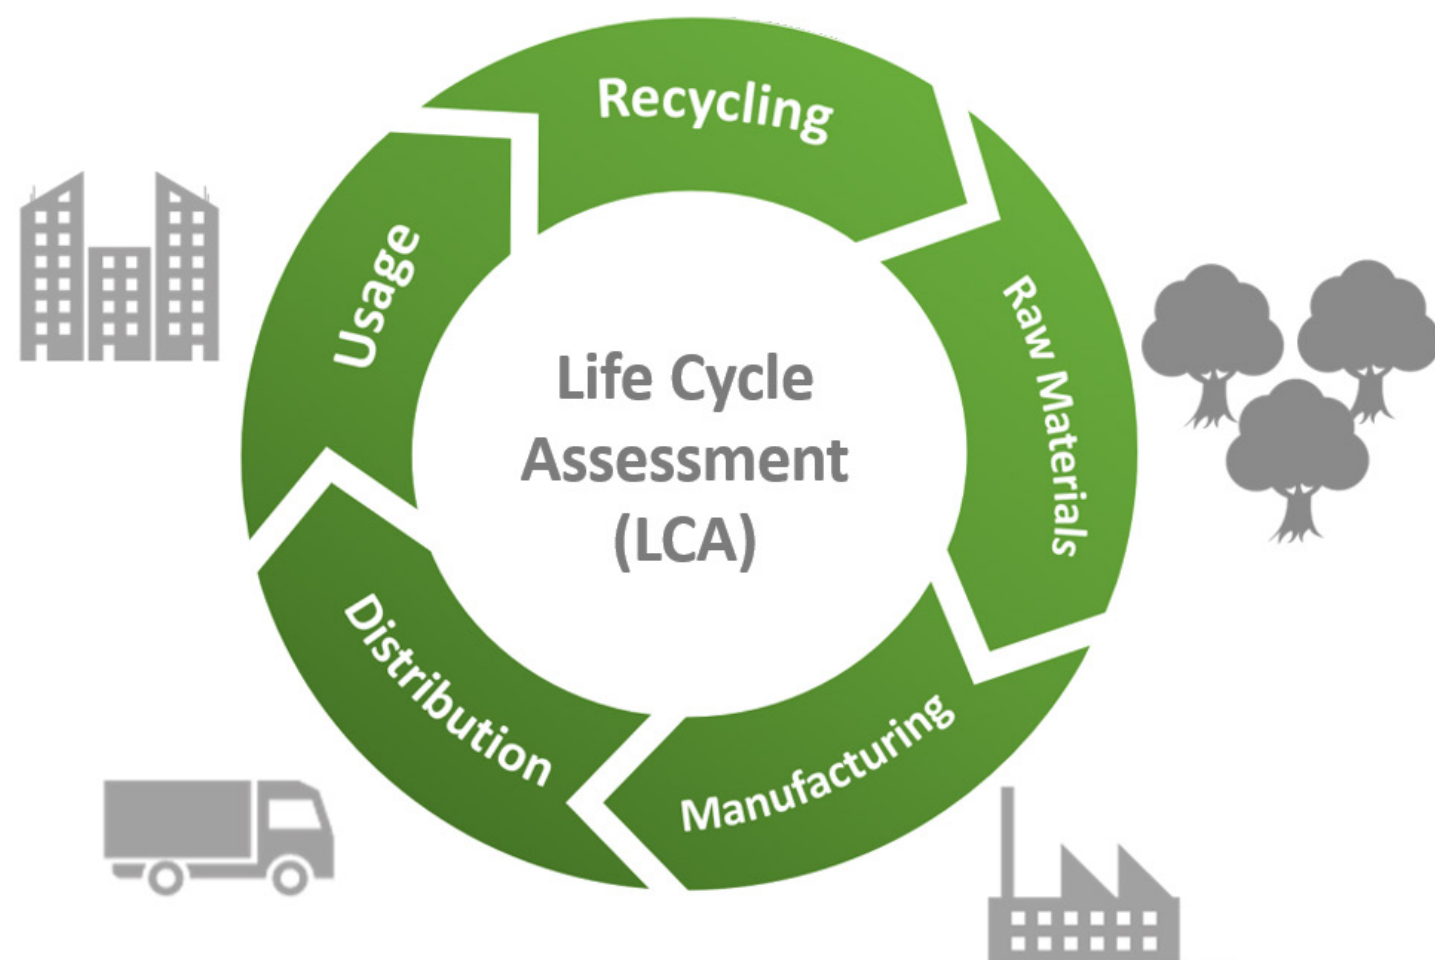 Recycling
Raw Materials
Manufacturing
Distribution
Usage
Life Cycle
Assessment
(LCA)